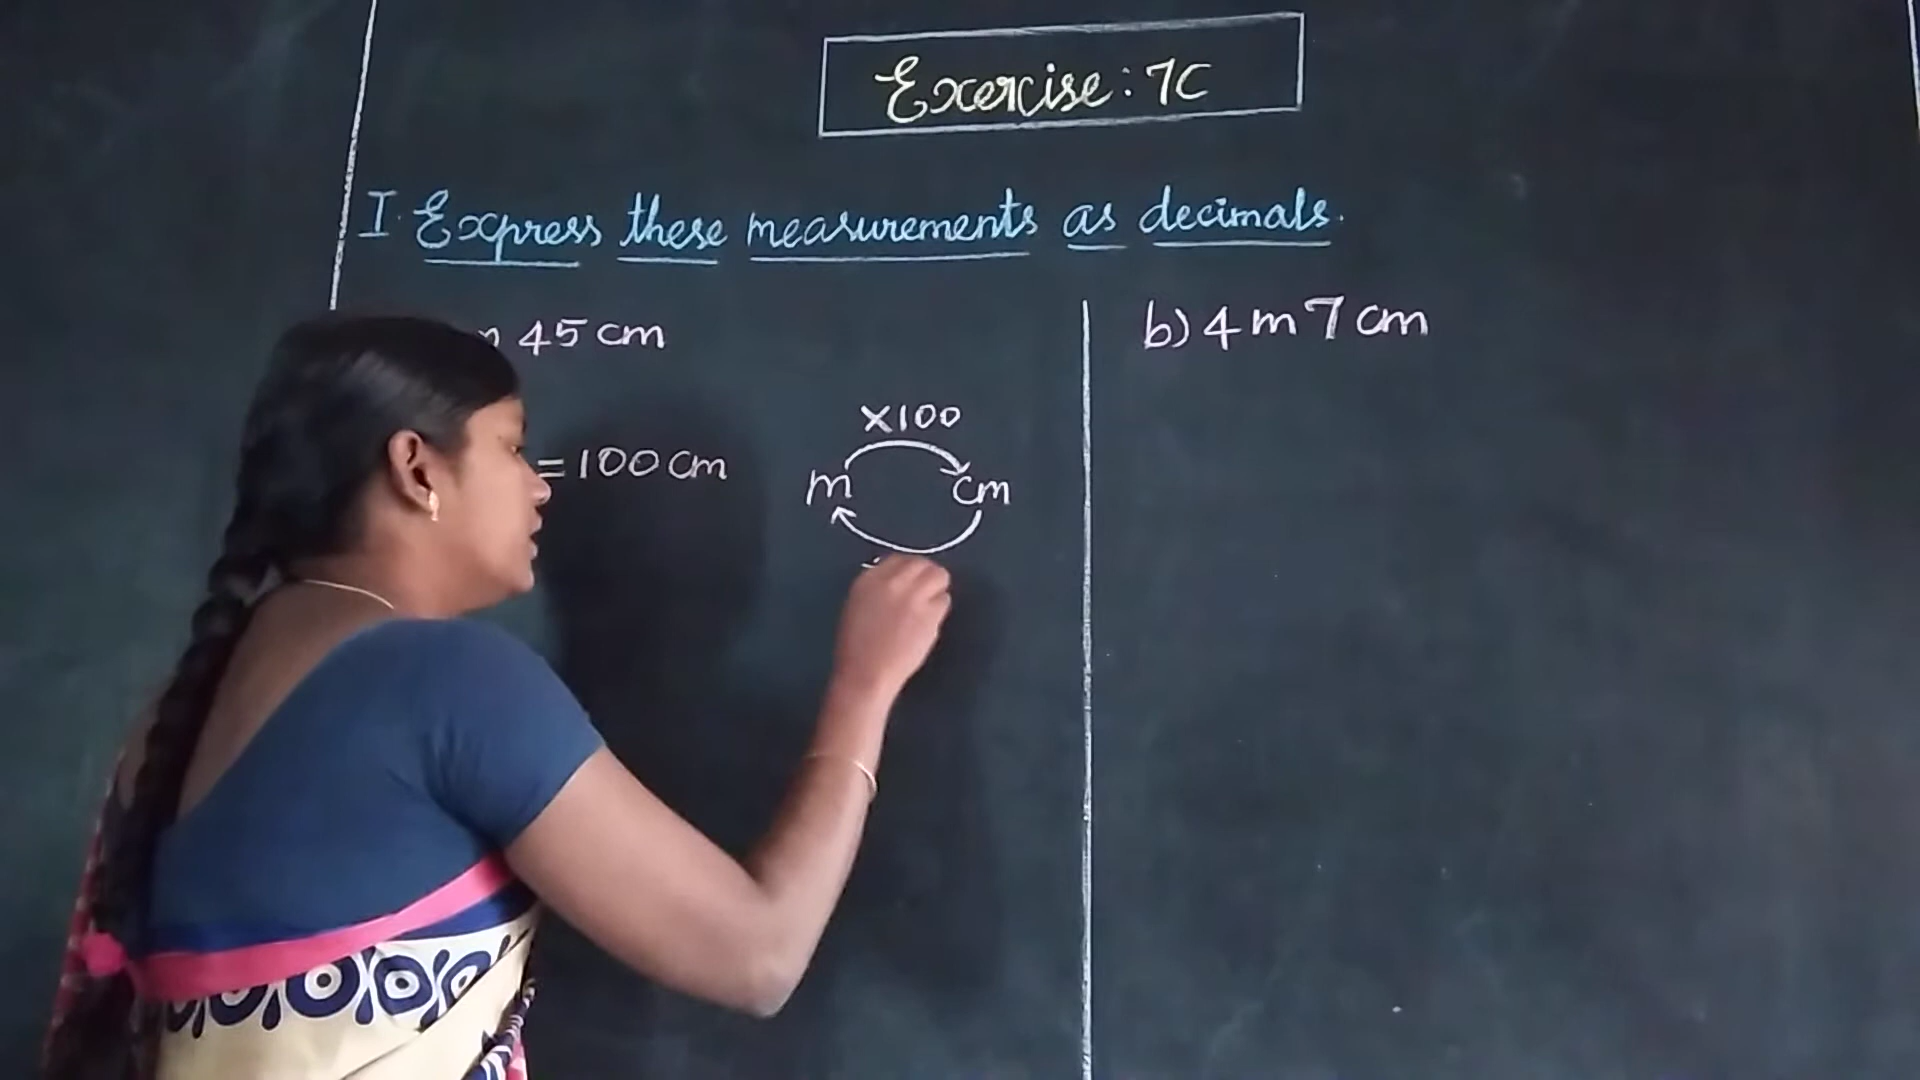 Exercise: 7C
I. Express these measurements as decimals.
45 cm
b) 4 m 7 cm
×100
= 100 cm
m cm